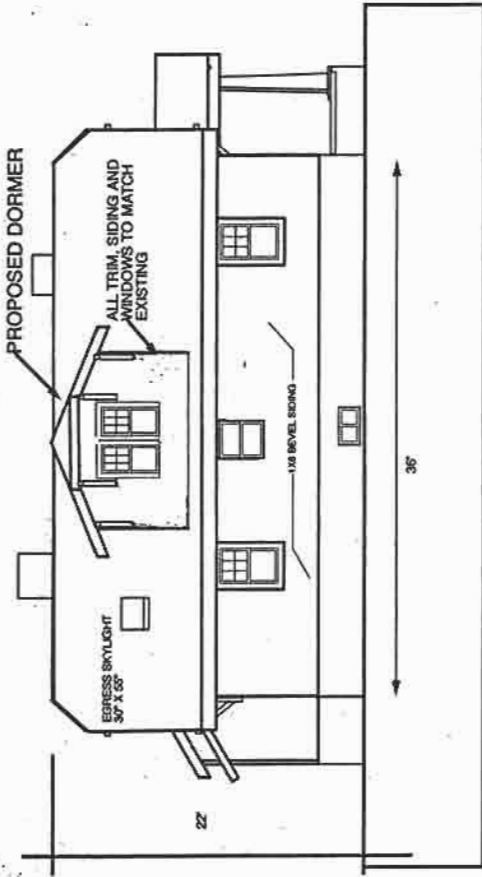 PROPOSED DORMER
ALL TRIM, SIDING AND
WINDOWS TO MATCH
EXISTING
EGRESS SKYLIGHT
30" X 55"
1X8 BEVEL SIDING
22'
36'